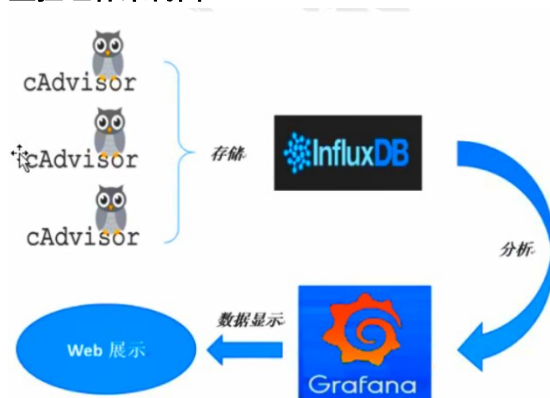 cAdvisor
cAdvisor
存储
InfluxDB
cAdvisor
分析
数据显示
Web 展示
Grafana